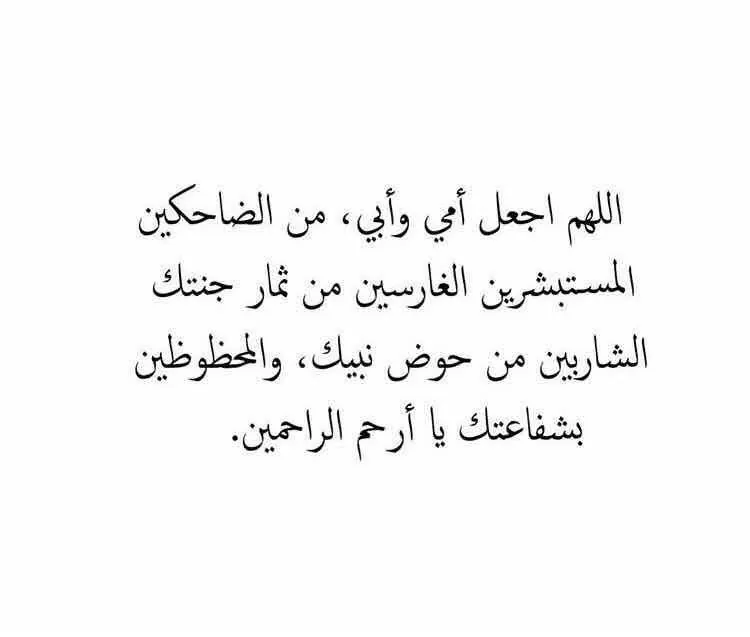 اللهم اجعل أمي وأبي، من الضاحكين
المستبشرين الغارسين من ثمار جنتك
الشاربين من حوض نبيك، والمحظوظين
بشفاعتك يا أرحم الراحمين.